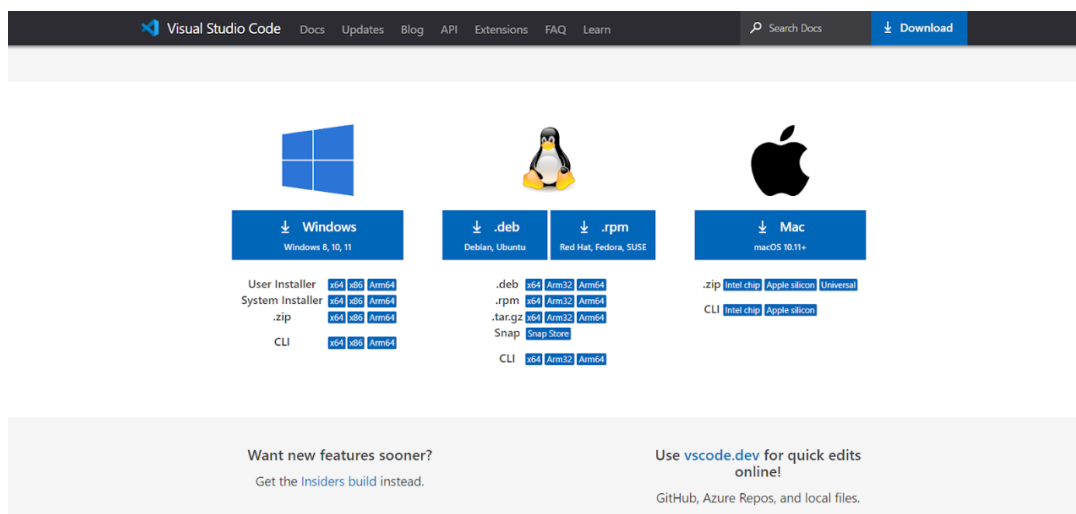 Visual Studio Code Docs Updates Blog API Extensions FAQ Learn Search Docs Download
Windows
Windows 8, 10, 11
User Installer x64 x86 Arm64
System Installer x64 x86 Arm64
.zip x64 x86 Arm64
CLI x64 x86 Arm64
.deb
Debian, Ubuntu
.rpm
Red Hat, Fedora, SUSE
.deb x64 Arm32 Arm64
.rpm x64 Arm32 Arm64
.tar.gz x64 Arm32 Arm64
Snap Snap Store
CLI x64 Arm32 Arm64
Mac
macOS 10.11+
.zip Intel chip Apple silicon Universal
CLI Intel chip Apple silicon
Want new features sooner?
Get the Insiders build instead.
Use vscode.dev for quick edits
online!
GitHub, Azure Repos, and local files.